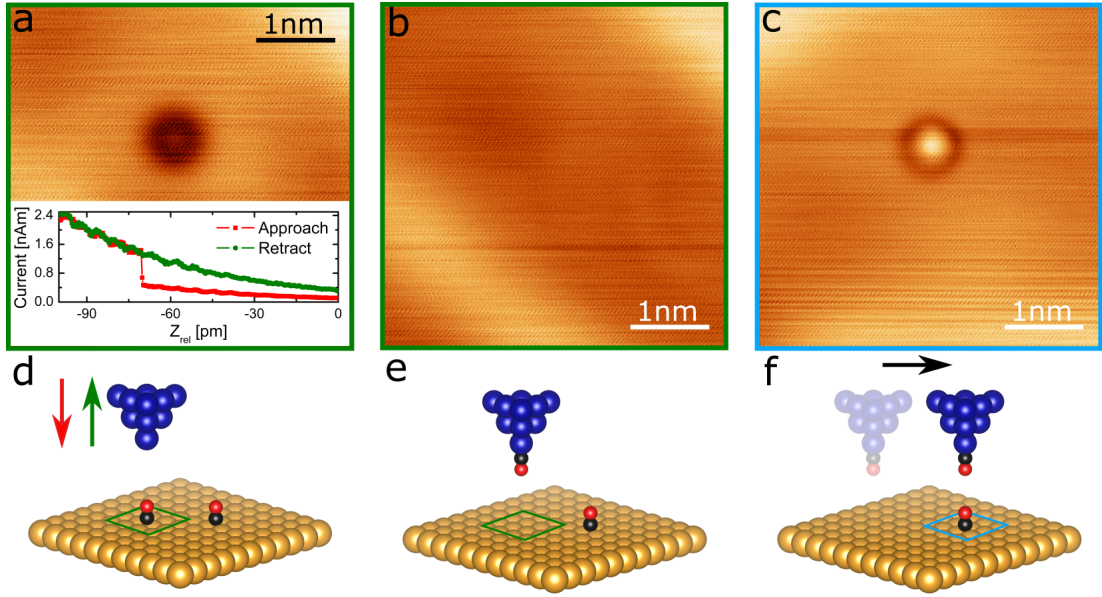 a
1nm
2.4
1.6
0.8
0.0
Current [nAm]
Approach
Retract
-90
-60
-30
0
Z_rel [pm]
b
1nm
c
1nm
d
e
f